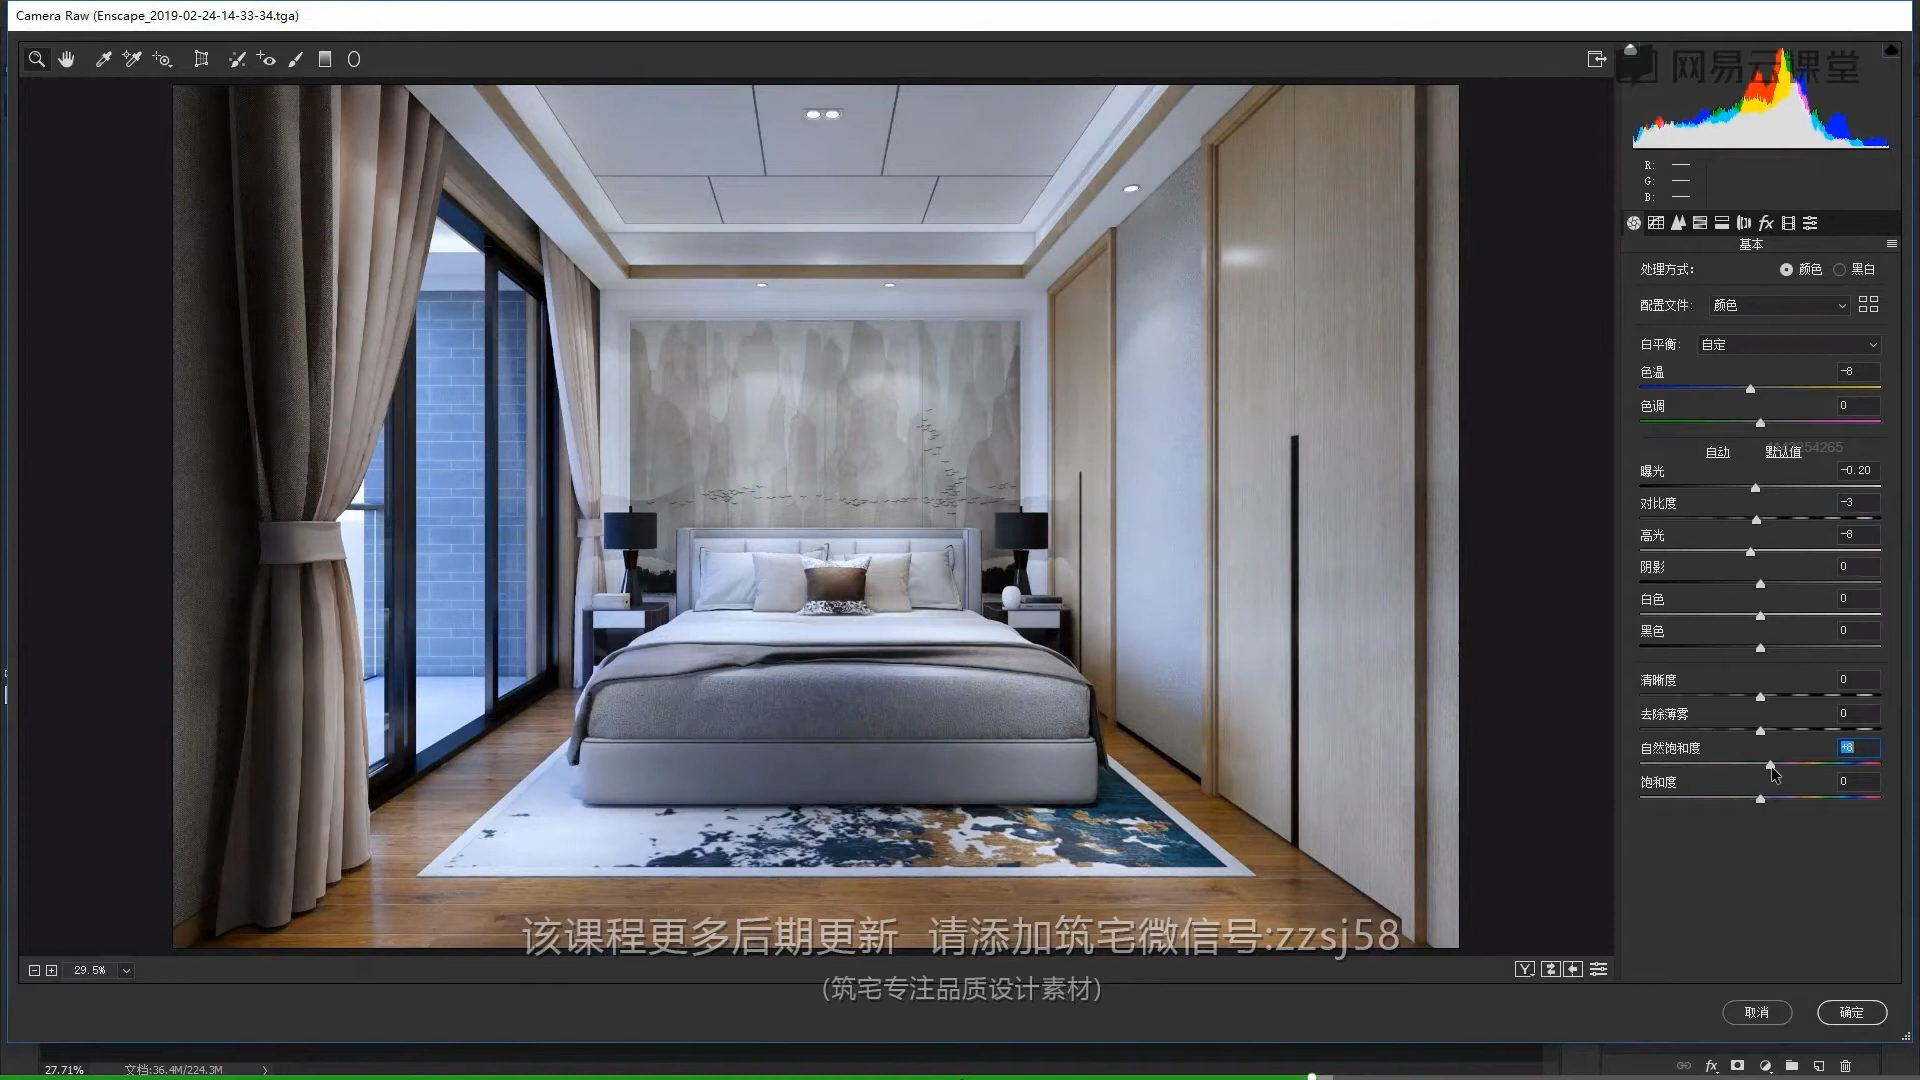 Camera Raw (Enscape_2019-02-24-14-33-34.tga)
网易云课堂
R:
G:
B:
fx
基本
处理方式:
颜色
黑白
配置文件:
颜色
白平衡:
自定
色温
-8
色调
0
自动
默认值
曝光
-0.20
对比度
-3
高光
-8
阴影
0
白色
0
黑色
0
清晰度
0
去除薄雾
0
自然饱和度
饱和度
0
该课程更多后期更新 请添加筑宅微信号:zzsj58
29.5%
Y
(筑宅专注品质设计素材)
取消
确定
27.71%
文档:36.4M/224.3M
fx